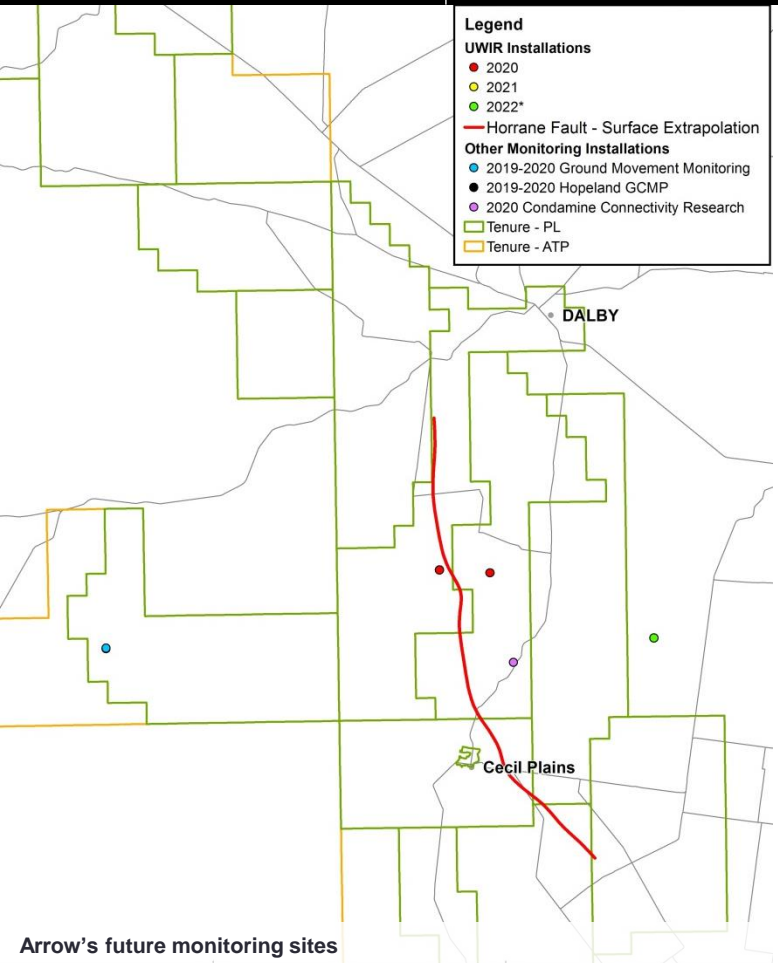 Legend
UWIR Installations
2020
2021
2022*
Horrane Fault - Surface Extrapolation
Other Monitoring Installations
2019-2020 Ground Movement Monitoring
2019-2020 Hopeland GCMP
2020 Condamine Connectivity Research
Tenure - PL
Tenure - ATP
DALBY
Cecil Plains
Arrow's future monitoring sites